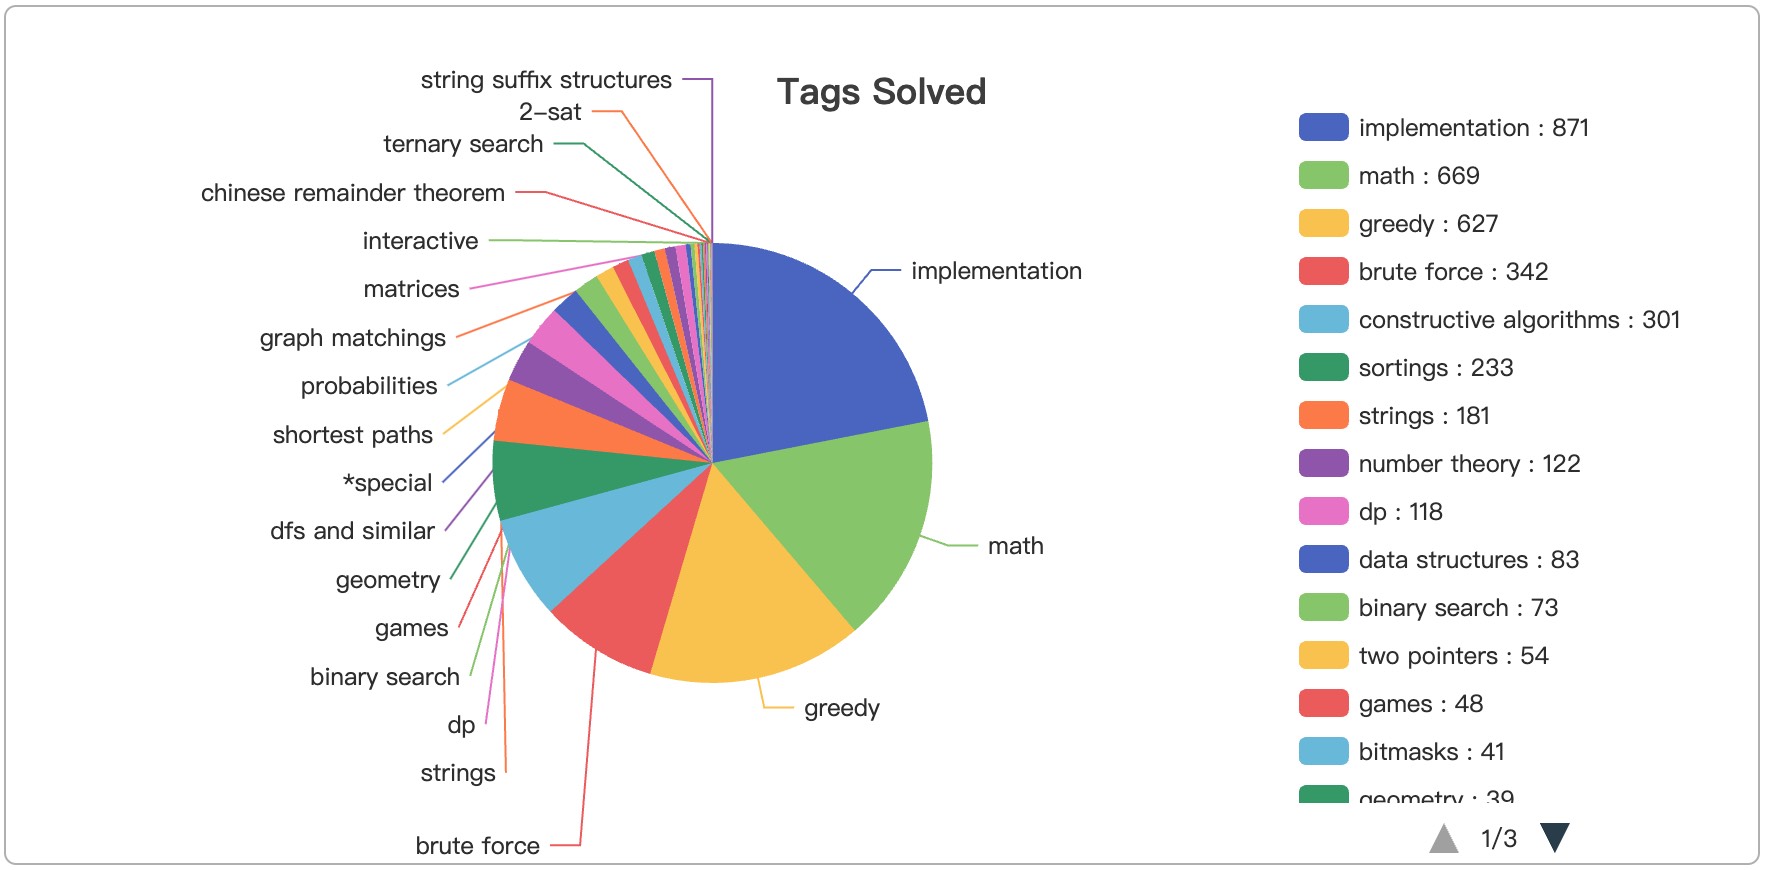 Tags Solved
string suffix structures
2-sat
ternary search
chinese remainder theorem
interactive
matrices
graph matchings
probabilities
shortest paths
*special
dfs and similar
geometry
games
binary search
dp
strings
brute force
implementation
math
greedy
implementation : 871
math : 669
greedy : 627
brute force : 342
constructive algorithms : 301
sortings : 233
strings : 181
number theory : 122
dp : 118
data structures : 83
binary search : 73
two pointers : 54
games : 48
bitmasks : 41
geometry : 39
1/3